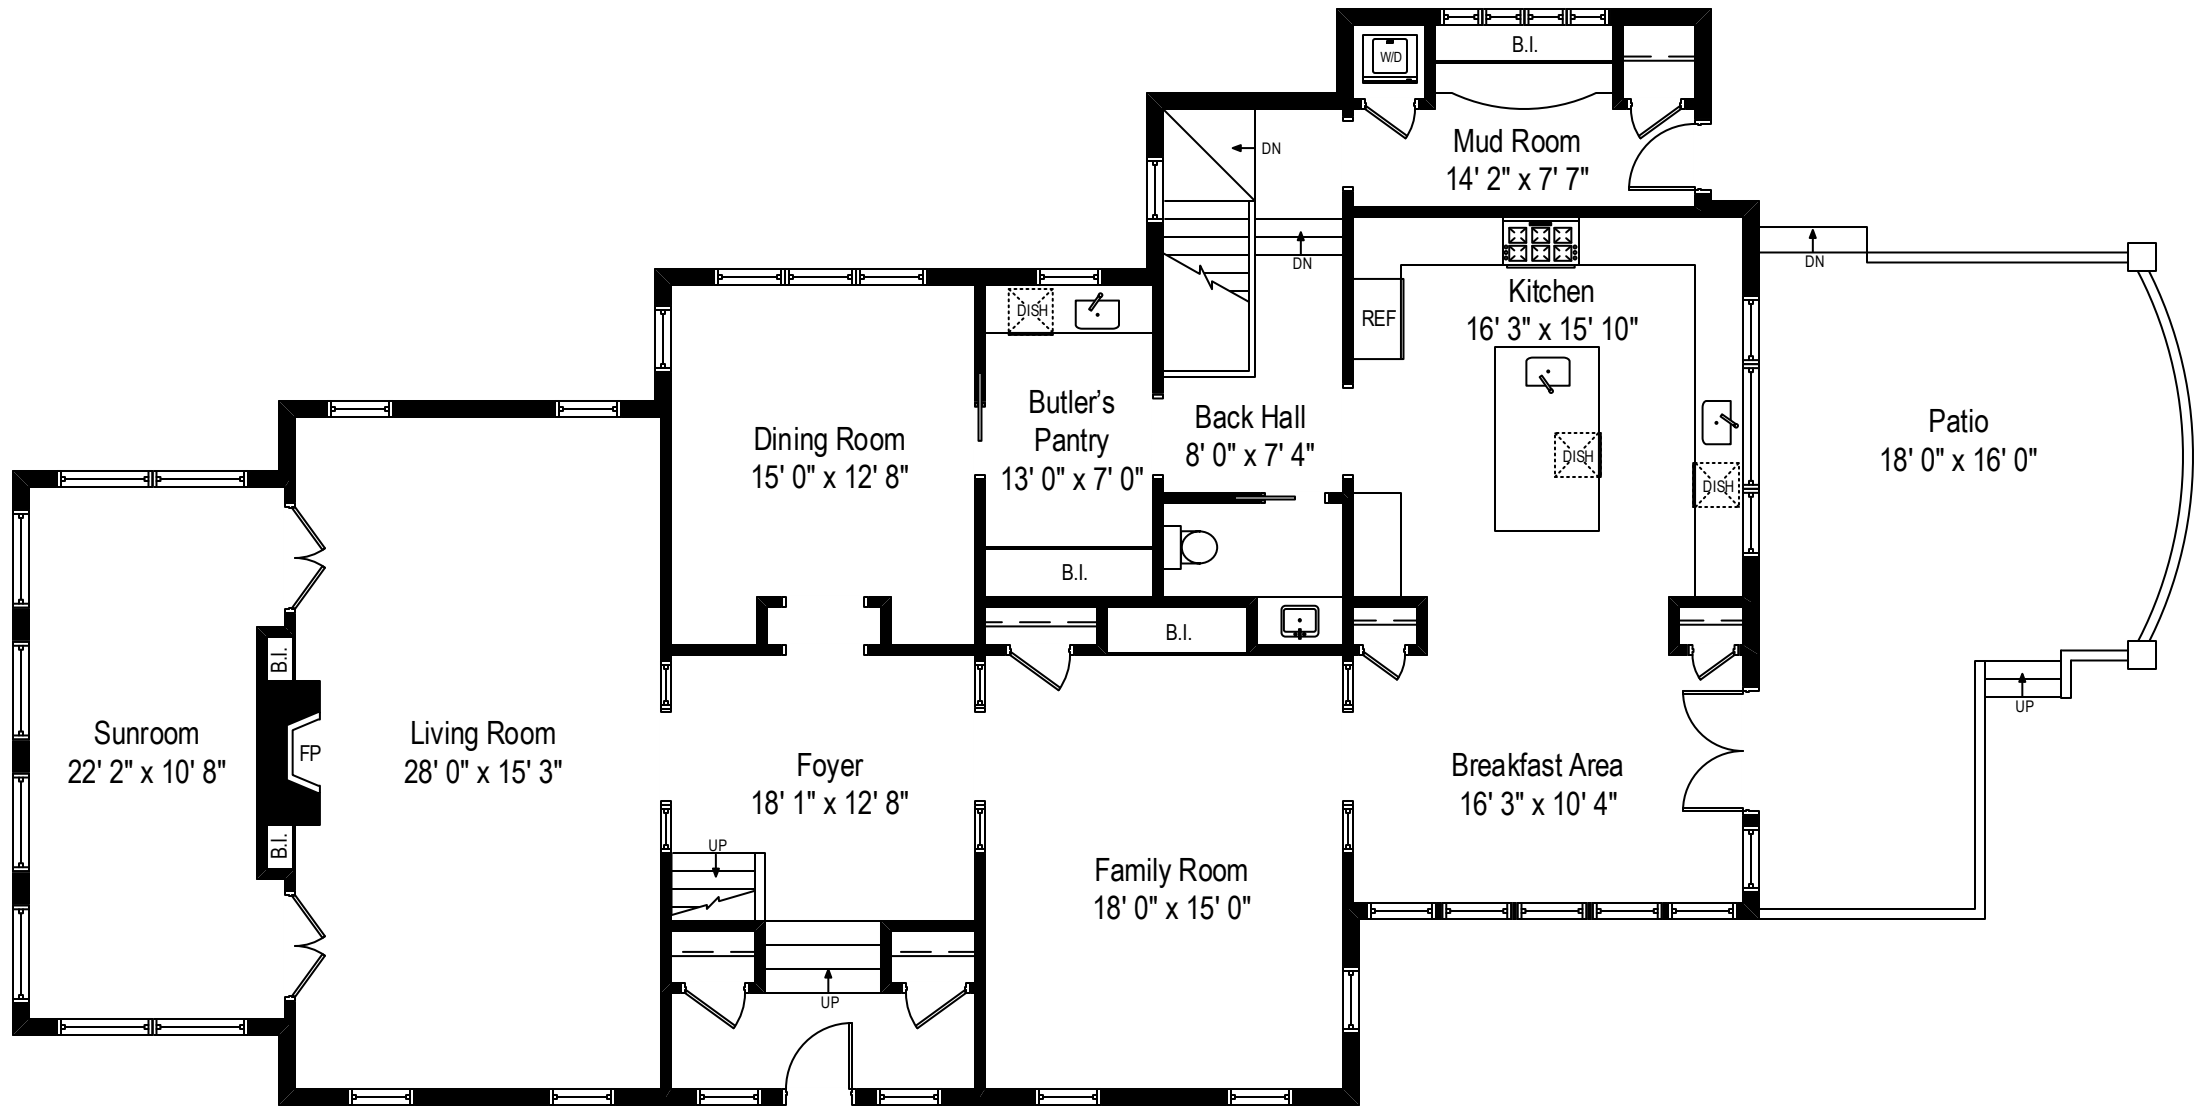 B.I.
W/D
Mud Room
14' 2" x 7' 7"
DN
DN
DN
Kitchen
16' 3" x 15' 10"
REF
DISH
DISH
DISH
Butler’s
Pantry
13' 0" x 7' 0"
Back Hall
8' 0" x 7' 4"
Dining Room
15' 0" x 12' 8"
Patio
18' 0" x 16' 0"
B.I.
B.I.
B.I.
FP
B.I.
Sunroom
22' 2" x 10' 8"
Living Room
28' 0" x 15' 3"
Foyer
18' 1" x 12' 8"
UP
Breakfast Area
16' 3" x 10' 4"
UP
Family Room
18' 0" x 15' 0"
UP